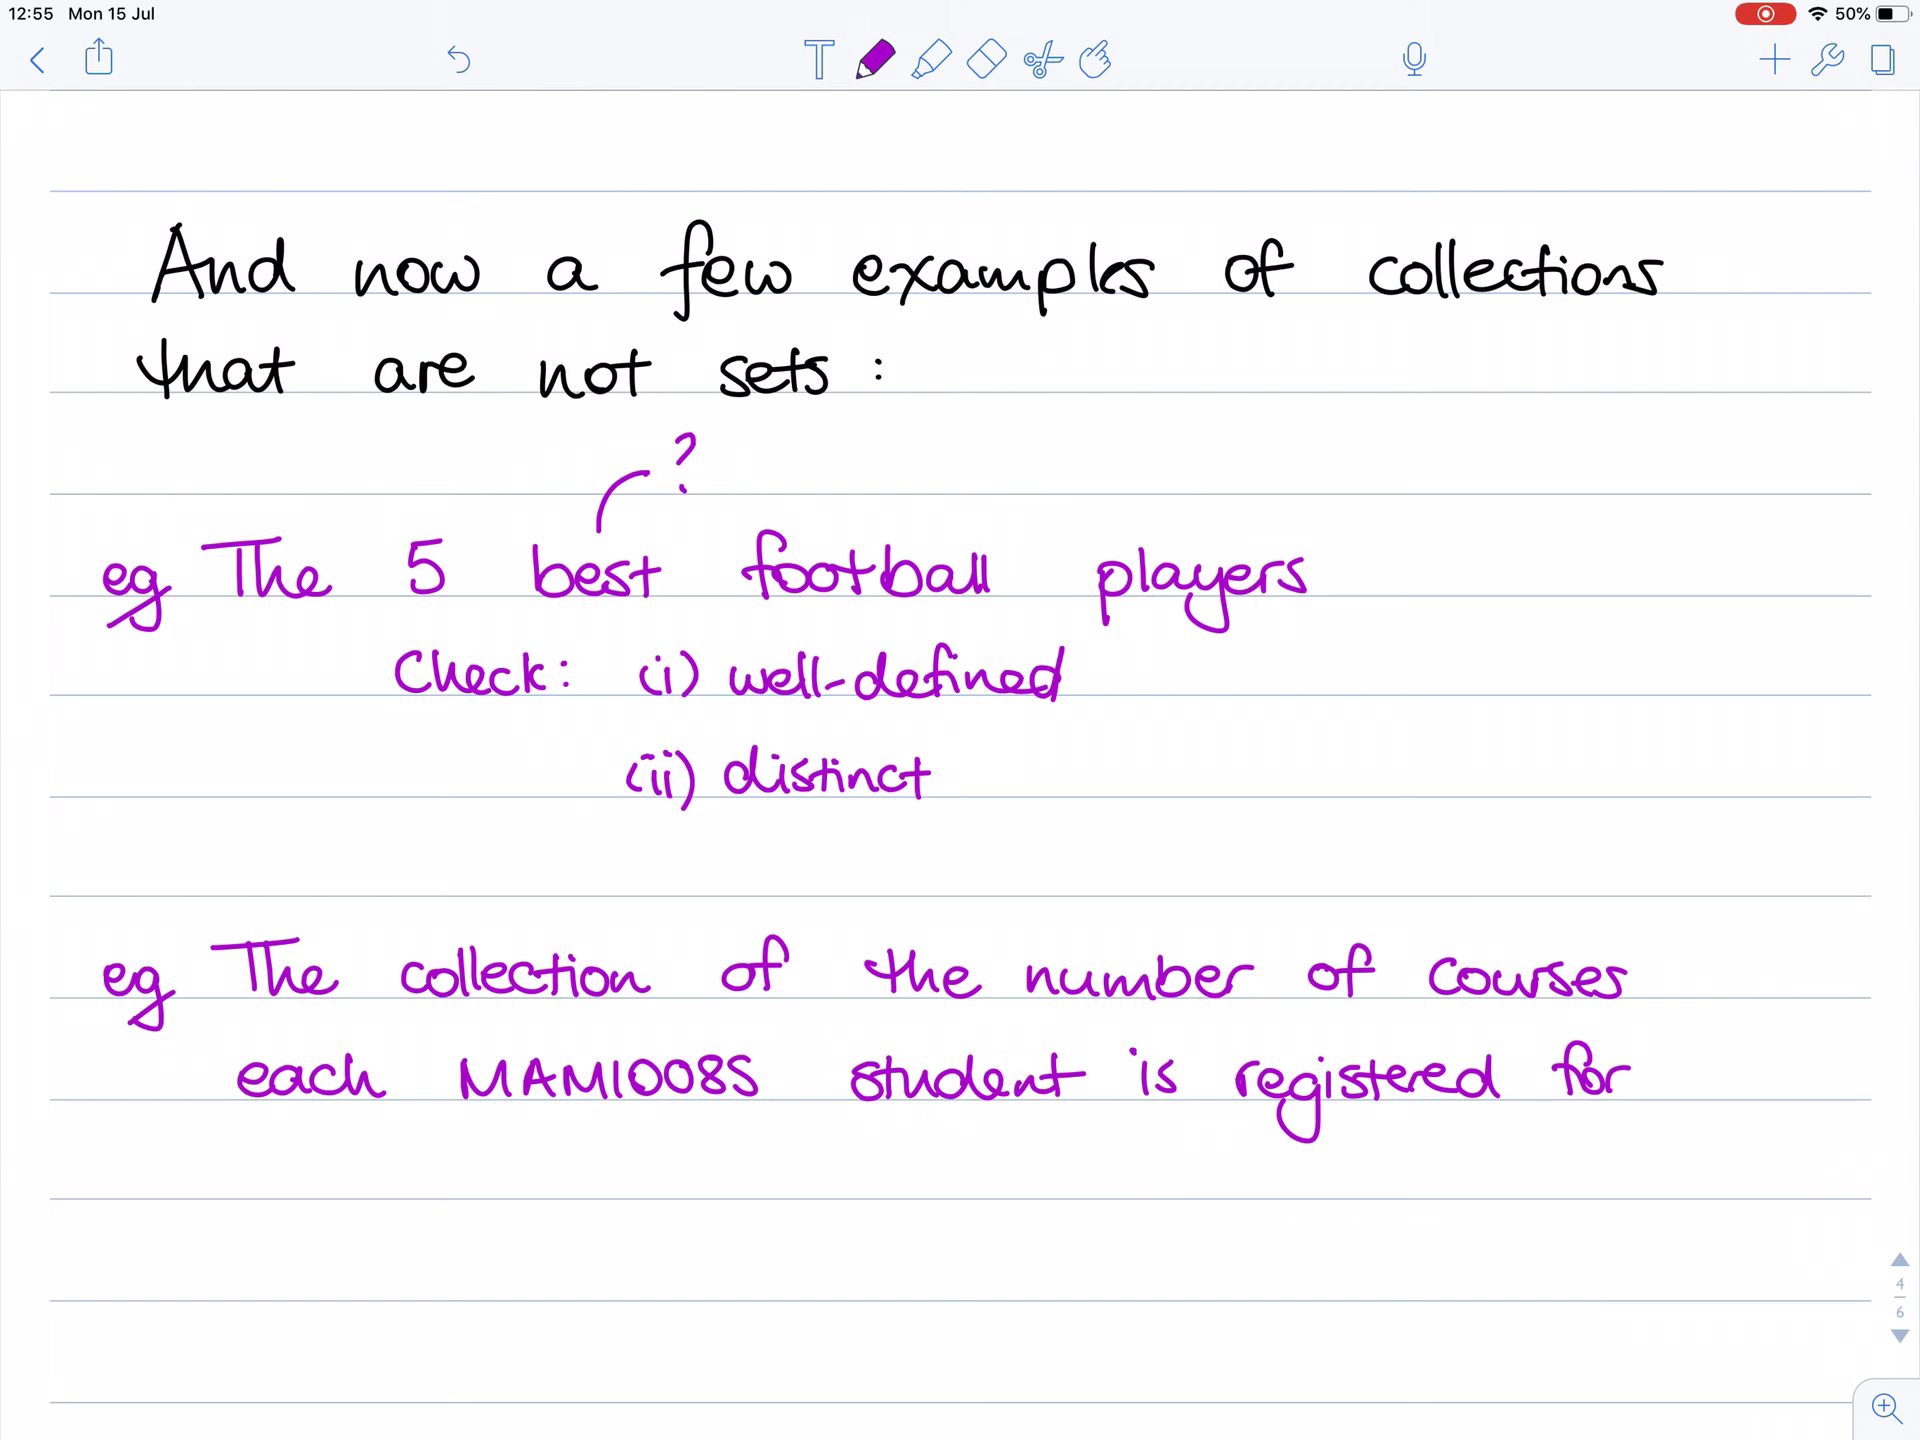 12:55 Mon 15 Jul
50%
T
And now a few examples of collections
that are not sets :
?
eg The 5 best football players
Check: (i) well-defined
(ii) distinct
eg The collection of the number of courses
each MAM1008S student is registered for
4
6